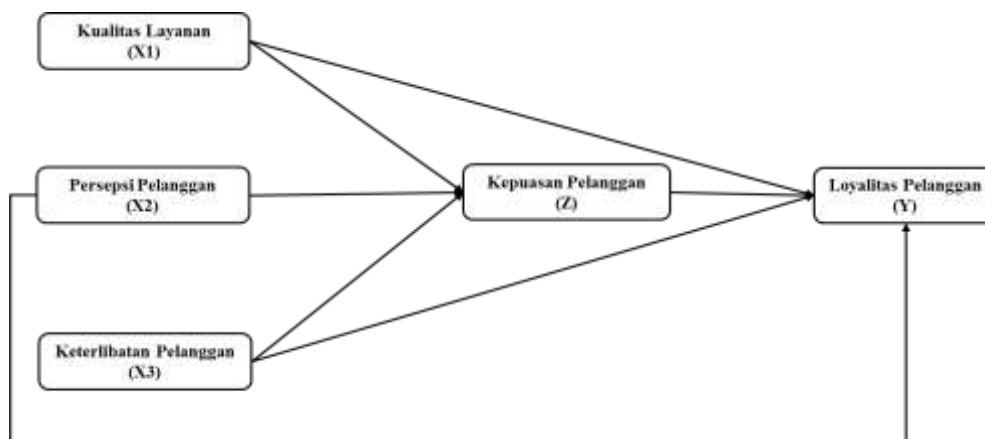 Kualitas Layanan
(X1)
Persepsi Pelanggan
(X2)
Kepuasan Pelanggan
(Z)
Loyalitas Pelanggan
(Y)
Keterlibatan Pelanggan
(X3)